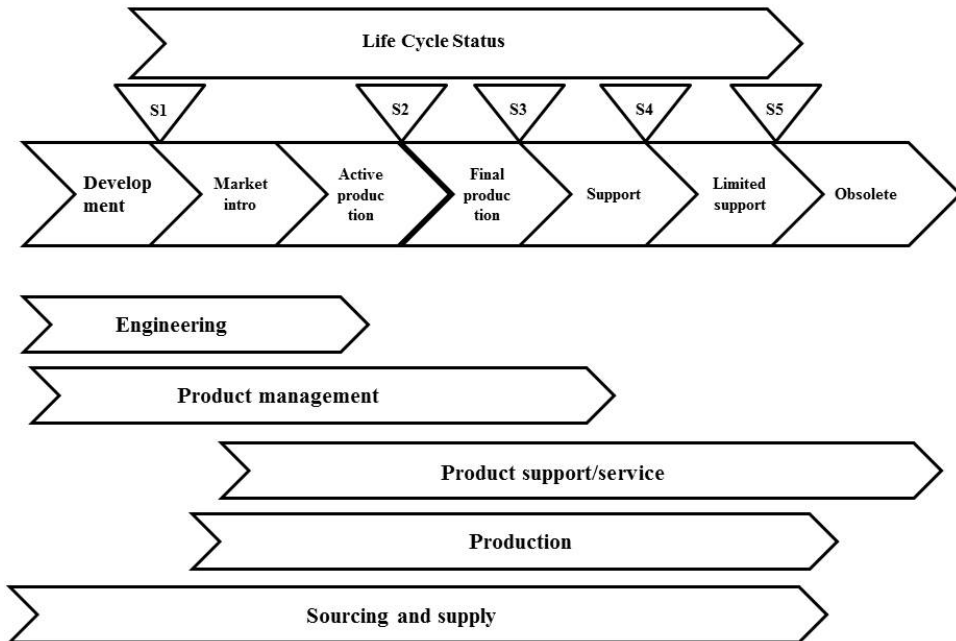 Life Cycle Status
S1
S2
S3
S4
S5
Develop
ment
Market
intro
Active
produc
tion
Final
produc
tion
Support
Limited
support
Obsolete
Engineering
Product management
Product support/service
Production
Sourcing and supply